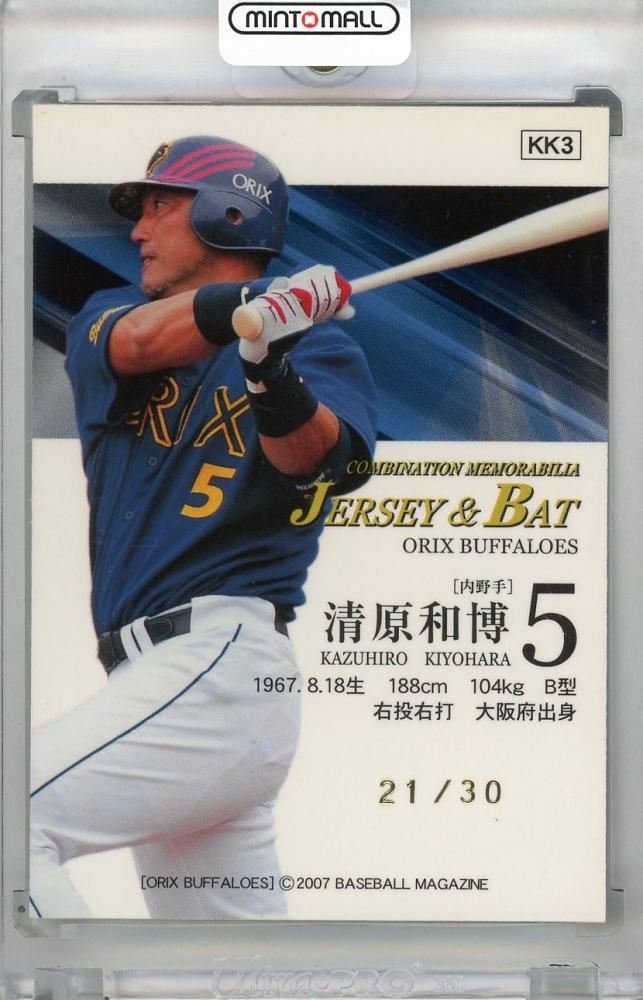 MINTOMALL
KK3
ORIX
ORIX
5
COMBINATION MEMORABILIA
JERSEY & BAT
ORIX BUFFALOES
[内野手]
清原和博 5
KAZUHIRO KIYOHARA
1967.8.18生 188cm 104kg B型
右投右打 大阪府出身
21/30
[ORIX BUFFALOES] ©2007 BASEBALL MAGAZINE
Ultra•PRO